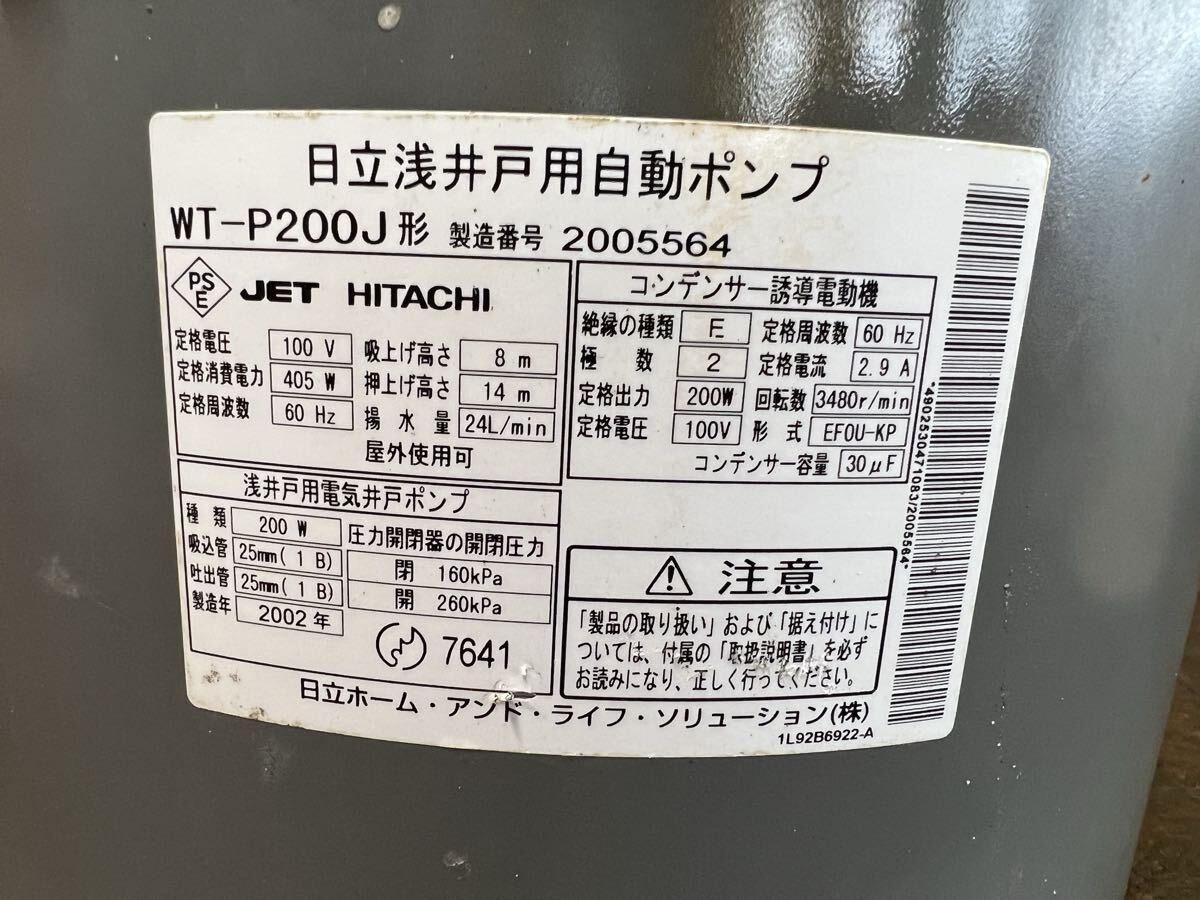 日立浅井戸用自動ポンプ
WT-P200J形 製造番号 2005564
PSE JET HITACHI
定格電圧 100 V 吸上げ高さ 8 m
定格消費電力 405 W 押上げ高さ 14 m
定格周波数 60 Hz 揚水量 24L/min
屋外使用可
コンデンサー誘導電動機
絶縁の種類 E 定格周波数 60 Hz
極数 2 定格電流 2.9 A
定格出力 200W 回転数 3480r/min
定格電圧 100V 形式 EFOU-KP
コンデンサー容量 30μF
浅井戸用電気井戸ポンプ
種類 200 W 圧力開閉器の開閉圧力
吸込管 25mm(1B) 閉 160kPa
吐出管 25mm(1B) 開 260kPa
製造年 2002年
7641
⚠ 注意
「製品の取り扱い」および「据え付け」に
ついては、付属の「取扱説明書」を必ず
お読みになり、正しく行ってください。
日立ホーム・アンド・ライフ・ソリューション(株)
1L92B6922-A
*4902530471083/2005564*